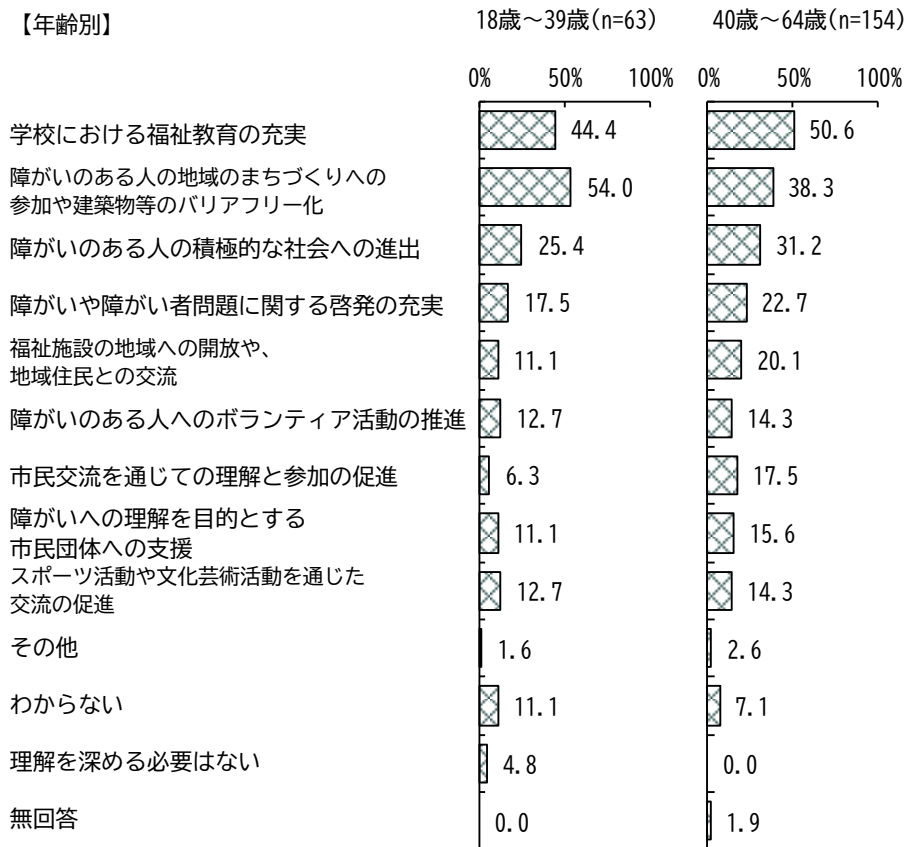 【年齢別】
18歳～39歳(n=63)
40歳～64歳(n=154)
0% 50% 100%
0% 50% 100%
学校における福祉教育の充実 44.4 50.6
障がいのある人の地域のまちづくりへの
参加や建築物等のバリアフリー化 54.0 38.3
障がいのある人の積極的な社会への進出 25.4 31.2
障がいや障がい者問題に関する啓発の充実 17.5 22.7
福祉施設の地域への開放や、
地域住民との交流 11.1 20.1
障がいのある人へのボランティア活動の推進 12.7 14.3
市民交流を通じての理解と参加の促進 6.3 17.5
障がいへの理解を目的とする
市民団体への支援 11.1 15.6
スポーツ活動や文化芸術活動を通じた
交流の促進 12.7 14.3
その他 1.6 2.6
わからない 11.1 7.1
理解を深める必要はない 4.8 0.0
無回答 0.0 1.9